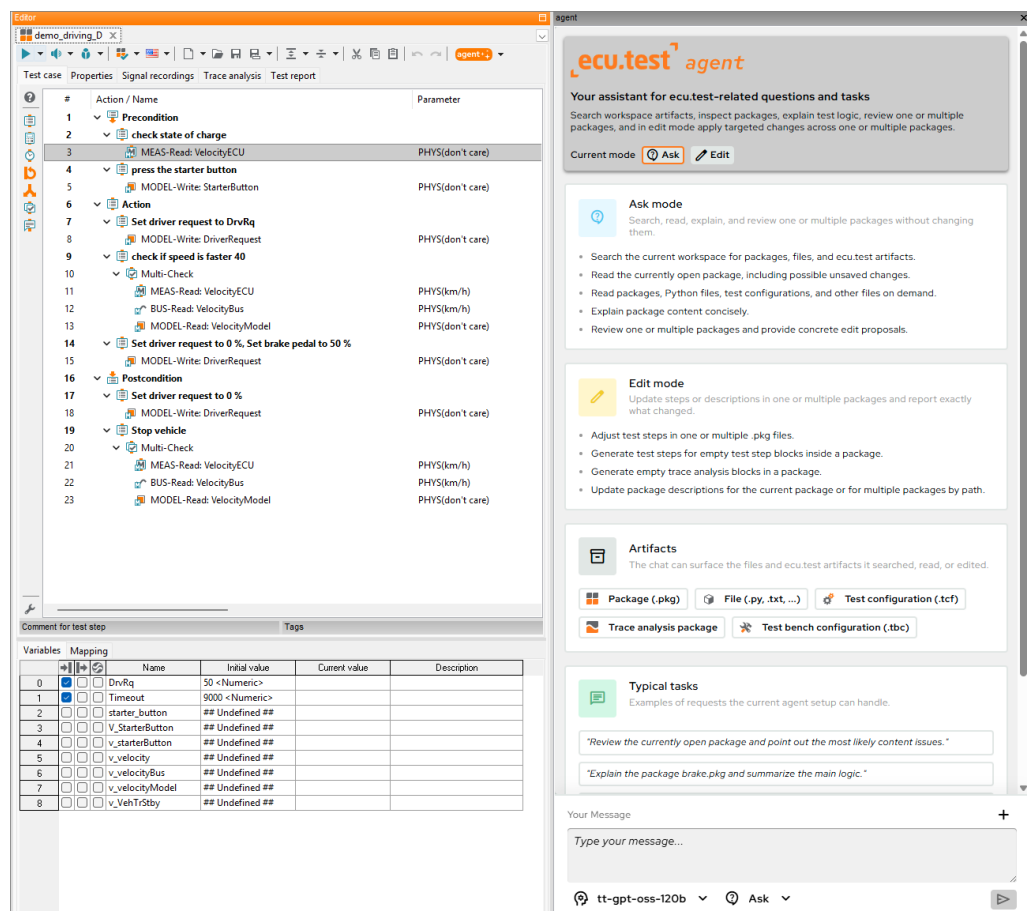 Editor
demo_driving_D X
agent
Test case Properties Signal recordings Trace analysis Test report
# Action / Name Parameter
1 Precondition
2 check state of charge
3 MEAS-Read: VelocityECU PHYS(don't care)
4 press the starter button
5 MODEL-Write: StarterButton PHYS(don't care)
6 Action
7 Set driver request to DrvRq
8 MODEL-Write: DriverRequest PHYS(don't care)
9 check if speed is faster 40
10 Multi-Check
11 MEAS-Read: VelocityECU PHYS(km/h)
12 BUS-Read: VelocityBus PHYS(km/h)
13 MODEL-Read: VelocityModel PHYS(km/h)
14 Set driver request to 0 %, Set brake pedal to 50 %
15 MODEL-Write: DriverRequest PHYS(don't care)
16 Postcondition
17 Set driver request to 0 %
18 MODEL-Write: DriverRequest PHYS(don't care)
19 Stop vehicle
20 Multi-Check
21 MEAS-Read: VelocityECU PHYS(km/h)
22 BUS-Read: VelocityBus PHYS(km/h)
23 MODEL-Read: VelocityModel PHYS(don't care)
Comment for test step Tags
Variables Mapping
Name Initial value Current value Description
0 DrvRq 50 <Numeric>
1 Timeout 9000 <Numeric>
2 starter_button ## Undefined ##
3 V_StarterButton ## Undefined ##
4 v_starterButton ## Undefined ##
5 v_velocity ## Undefined ##
6 v_velocityBus ## Undefined ##
7 v_velocityModel ## Undefined ##
8 v_VehTrStby ## Undefined ##
agent
ecu.test agent
Your assistant for ecu.test-related questions and tasks
Search workspace artifacts, inspect packages, explain test logic, review one or multiple
packages, and in edit mode apply targeted changes across one or multiple packages.
Current mode Ask Edit
Ask mode
Search, read, explain, and review one or multiple packages without changing
them.
• Search the current workspace for packages, files, and ecu.test artifacts.
• Read the currently open package, including possible unsaved changes.
• Read packages, Python files, test configurations, and other files on demand.
• Explain package content concisely.
• Review one or multiple packages and provide concrete edit proposals.
Edit mode
Update steps or descriptions in one or multiple packages and report exactly
what changed.
• Adjust test steps in one or multiple .pkg files.
• Generate test steps for empty test step blocks inside a package.
• Generate empty trace analysis blocks in a package.
• Update package descriptions for the current package or for multiple packages by path.
Artifacts
The chat can surface the files and ecu.test artifacts it searched, read, or edited.
Package (.pkg) File (.py, .txt, ...) Test configuration (.tcf)
Trace analysis package Test bench configuration (.tbc)
Typical tasks
Examples of requests the current agent setup can handle.
"Review the currently open package and point out the most likely content issues."
"Explain the package brake.pkg and summarize the main logic."
Your Message +
Type your message...
tt-gpt-oss-120b Ask